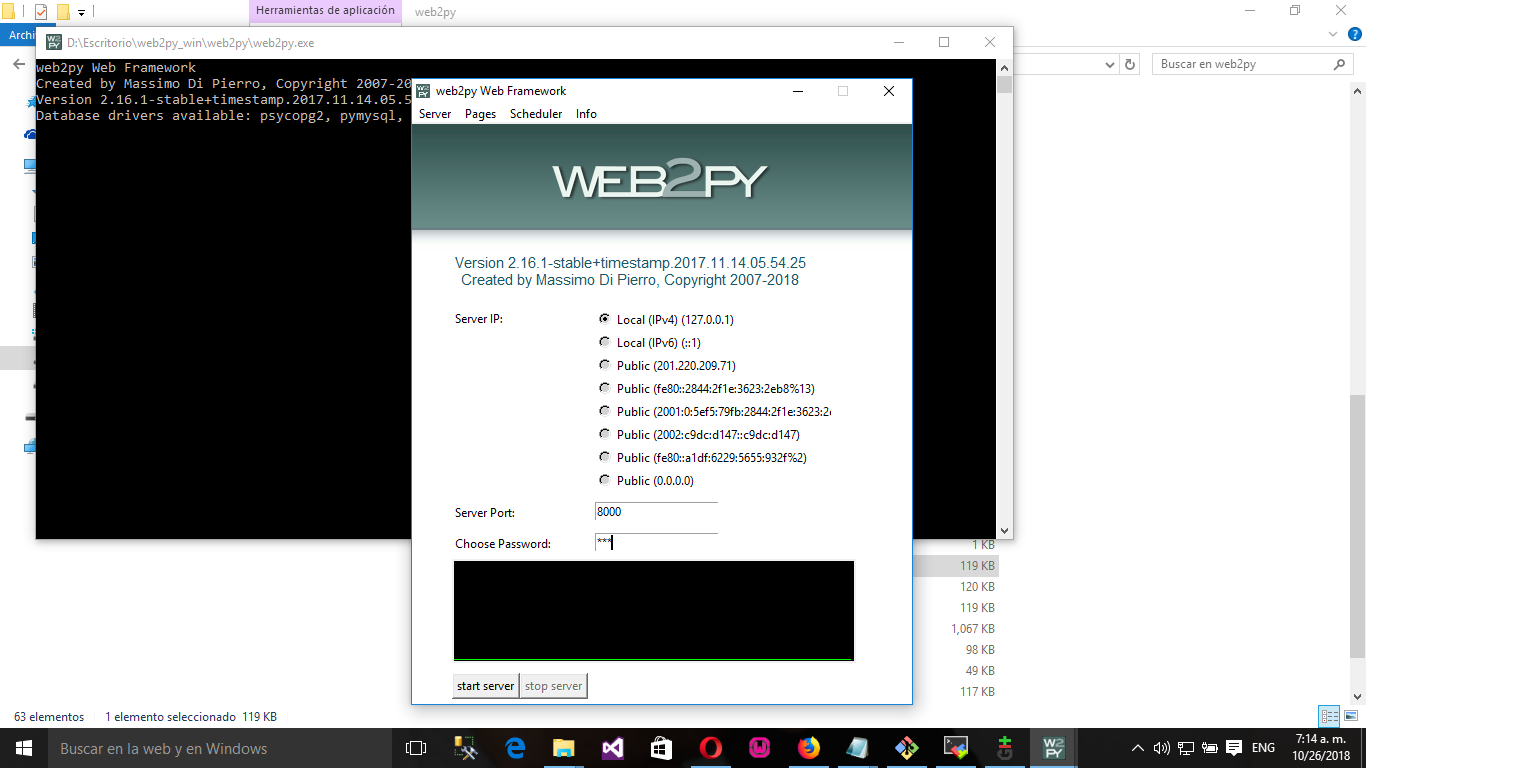 Herramientas de aplicación
web2py
Archi
D:\Escritorio\web2py_win\web2py\web2py.exe
Buscar en web2py
web2py Web Framework
Created by Massimo Di Pierro, Copyright 2007-20
Version 2.16.1-stable+timestamp.2017.11.14.05.5
Database drivers available: psycopg2, pymysql,
web2py Web Framework
Server Pages Scheduler Info
WEB2PY
Version 2.16.1-stable+timestamp.2017.11.14.05.54.25
Created by Massimo Di Pierro, Copyright 2007-2018
Server IP:
Local (IPv4) (127.0.0.1)
Local (IPv6) (::1)
Public (201.220.209.71)
Public (fe80::2844:2f1e:3623:2eb8%13)
Public (2001:0:5ef5:79fb:2844:2f1e:3623:2e
Public (2002:c9dc:d147::c9dc:d147)
Public (fe80::a1df:6229:5655:932f%2)
Public (0.0.0.0)
Server Port: 8000
Choose Password: ***
start server stop server
1 KB
119 KB
120 KB
119 KB
1,067 KB
98 KB
49 KB
117 KB
63 elementos 1 elemento seleccionado 119 KB
Buscar en la web y en Windows
W2PY
ENG
7:14 a. m.
10/26/2018